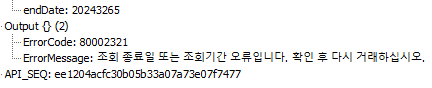 endDate: 20243265
Output {} (2)
ErrorCode: 80002321
ErrorMessage: 조회 종료일 또는 조회기간 오류입니다. 확인 후 다시 거래하십시오.
API_SEQ: ee1204acfc30b05b33a07a73e07f7477